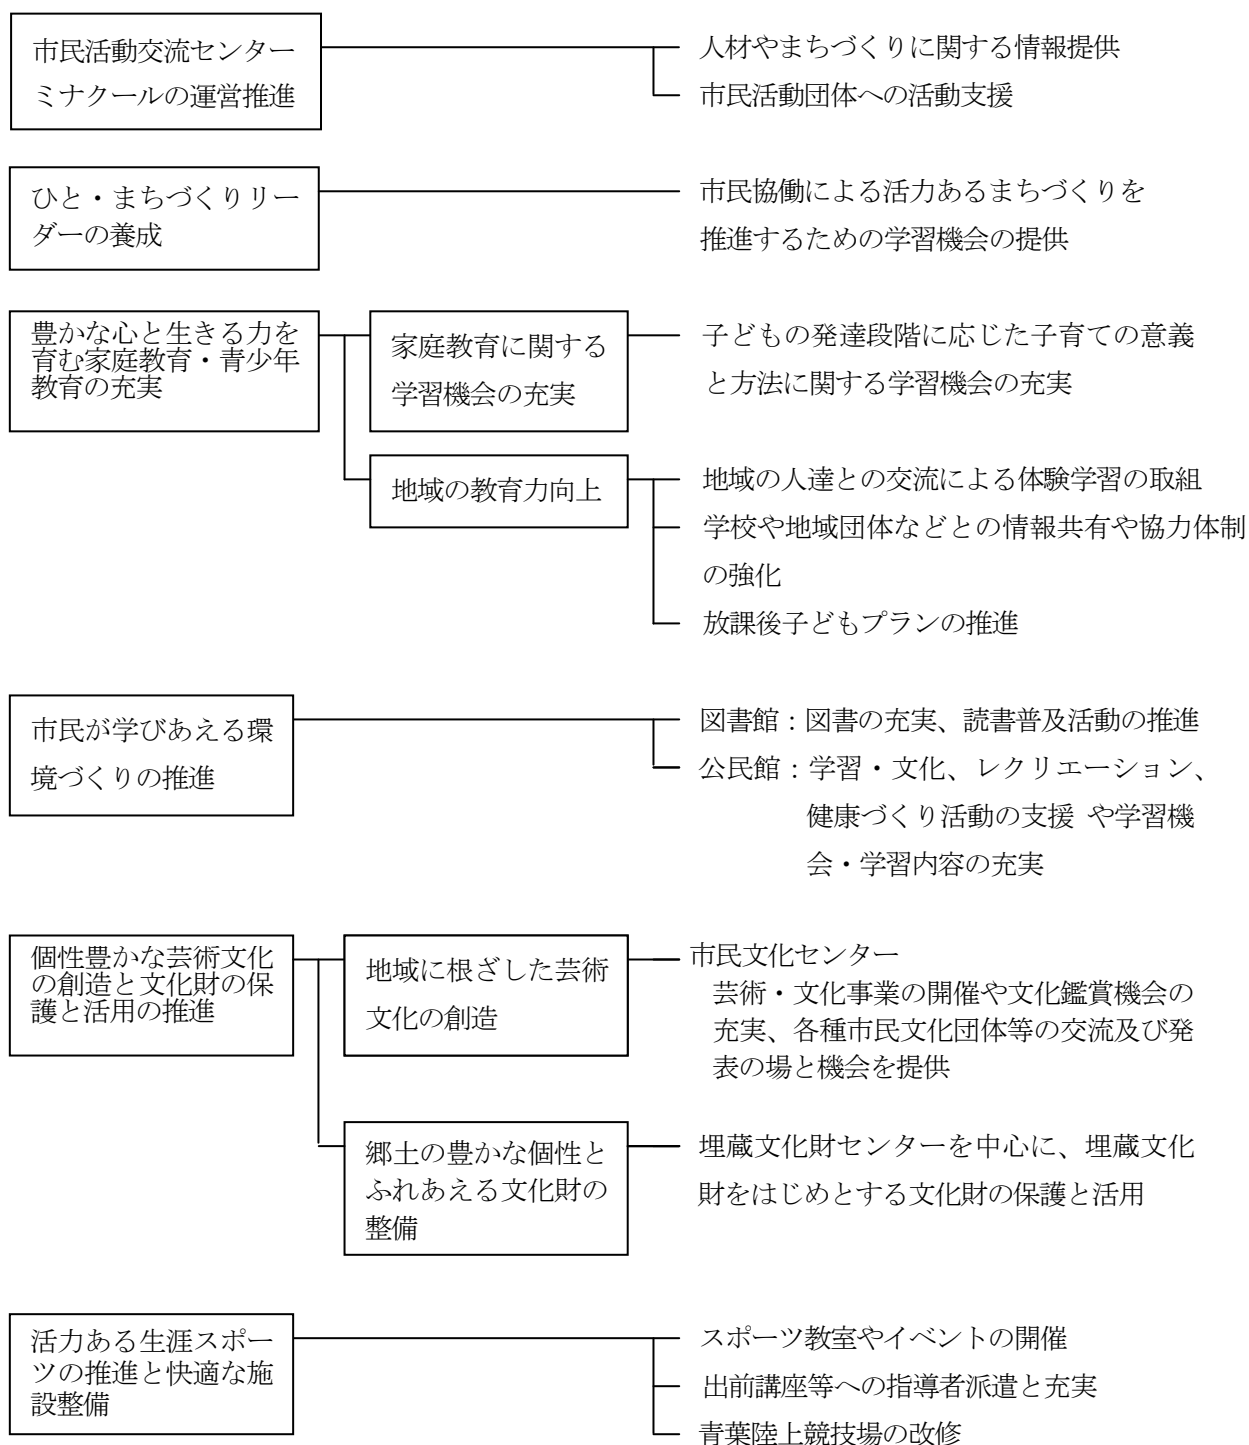 市民活動交流センター
ミナクールの運営推進
人材やまちづくりに関する情報提供
市民活動団体への活動支援
ひと・まちづくりリー
ダーの養成
市民協働による活力あるまちづくりを
推進するための学習機会の提供
豊かな心と生きる力を
育む家庭教育・青少年
教育の充実
家庭教育に関する
学習機会の充実
子どもの発達段階に応じた子育ての意義
と方法に関する学習機会の充実
地域の教育力向上
地域の人達との交流による体験学習の取組
学校や地域団体などとの情報共有や協力体制
の強化
放課後子どもプランの推進
市民が学びあえる環
境づくりの推進
図書館：図書の充実、読書普及活動の推進
公民館：学習・文化、レクリエーション、
健康づくり活動の支援 や学習機
会・学習内容の充実
個性豊かな芸術文化
の創造と文化財の保
護と活用の推進
地域に根ざした芸術
文化の創造
市民文化センター
芸術・文化事業の開催や文化鑑賞機会の
充実、各種市民文化団体等の交流及び発
表の場と機会を提供
郷土の豊かな個性と
ふれあえる文化財の
整備
埋蔵文化財センターを中心に、埋蔵文化
財をはじめとする文化財の保護と活用
活力ある生涯スポー
ツの推進と快適な施
設整備
スポーツ教室やイベントの開催
出前講座等への指導者派遣と充実
青葉陸上競技場の改修